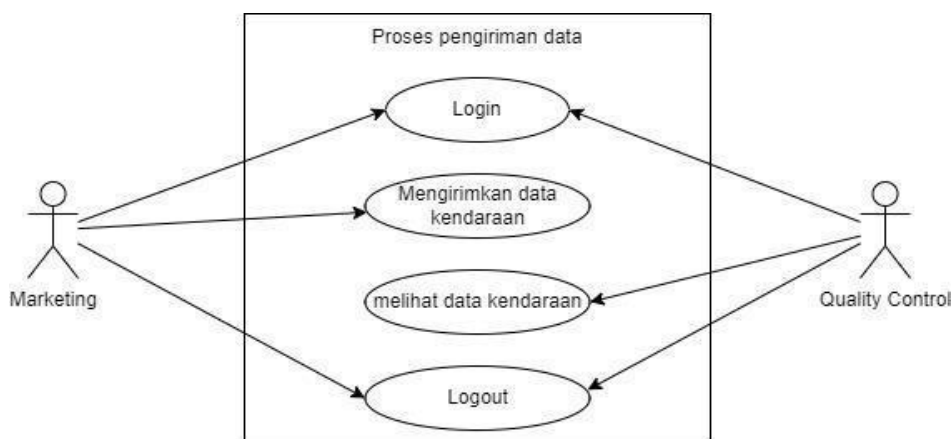 Proses pengiriman data
Login
Mengirimkan data
kendaraan
Marketing
melihat data kendaraan
Quality Control
Logout